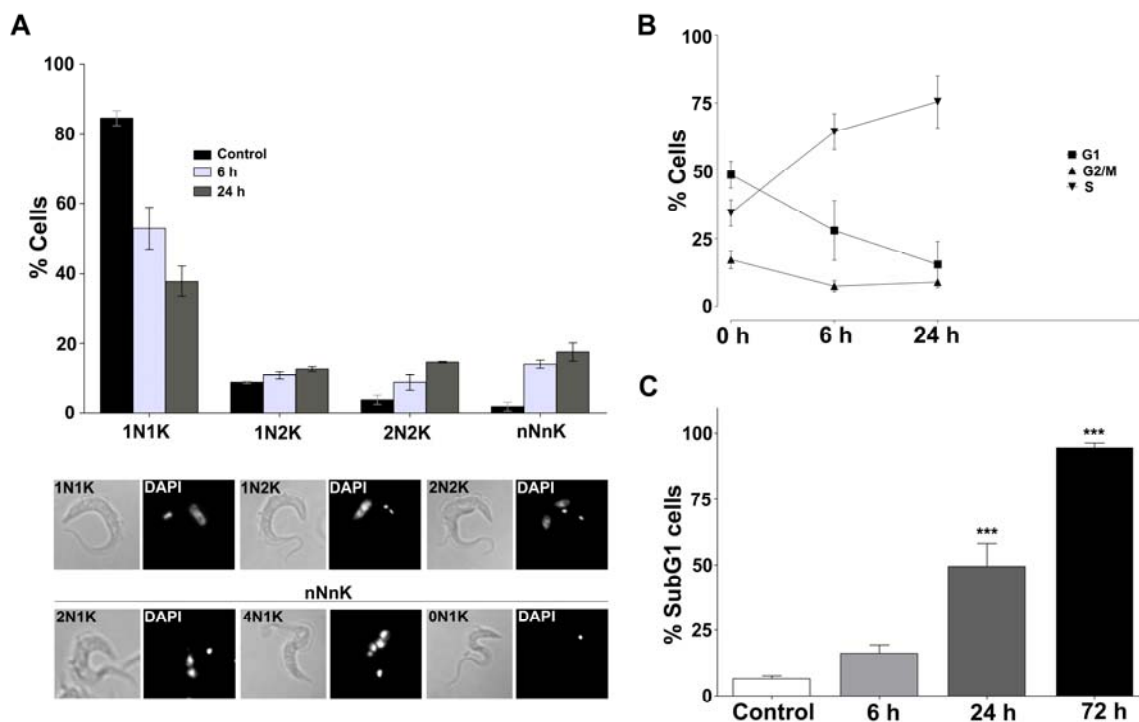 A
% Cells
100
80
60
40
20
0
Control
6 h
24 h
1N1K
1N2K
2N2K
nNnK
1N1K
DAPI
1N2K
DAPI
2N2K
DAPI
nNnK
2N1K
DAPI
4N1K
0N1K
DAPI
B
% Cells
100
75
50
25
0
0 h
6 h
24 h
G1
G2/M
S
C
% SubG1 cells
100
75
50
25
0
***
***
Control
6 h
24 h
72 h